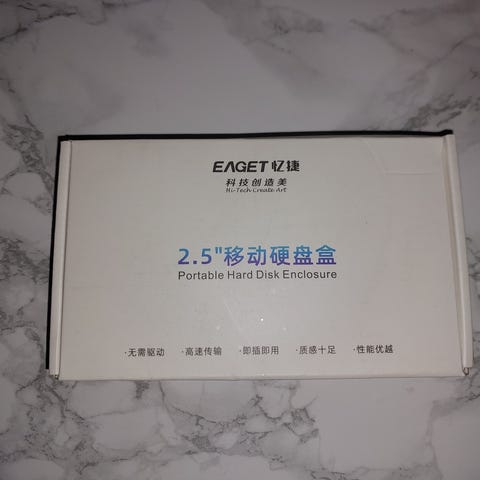 EAGET忆捷
科技创造美
Hi-Tech Create Art
2.5"移动硬盘盒
Portable Hard Disk Enclosure
·无需驱动 ·高速传输 ·即插即用 ·质感十足 ·性能优越